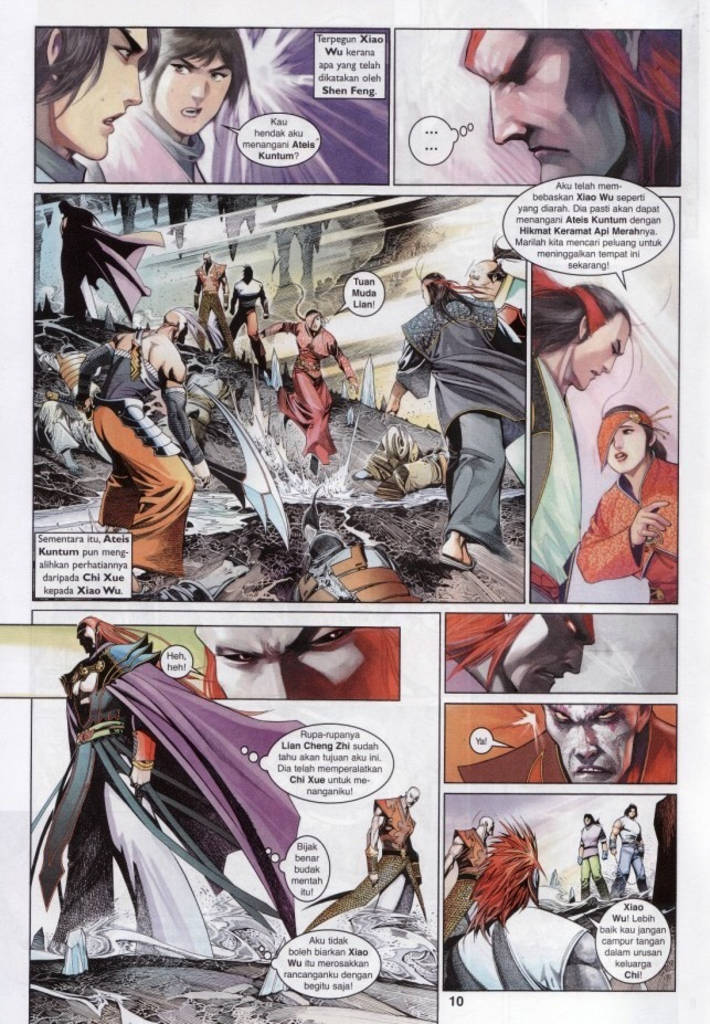 Terpegun Xiao
Wu kerana
apa yang telah
dikatakan oleh
Shen Feng.
Kau
hendak aku
menangani Ateis
Kuntum?
...
...
Aku telah mem-
bebaskan Xiao Wu seperti
yang diarah. Dia pasti akan dapat
menangani Ateis Kuntum dengan
Hikmat Keramat Api Merahnya.
Marilah kita mencari peluang untuk
meninggalkan tempat ini
sekarang!
Tuan
Muda
Lian!
Sementara itu, Ateis
Kuntum pun meng-
alihkan perhatiannya
daripada Chi Xue
kepada Xiao Wu.
Heh,
heh!
Rupa-rupanya
Lian Cheng Zhi sudah
tahu akan tujuan aku ini.
Dia telah memperalatkan
Chi Xue untuk me-
nanganiku!
Bijak
benar
budak
mentah
itu!
Aku tidak
boleh biarkan Xiao
Wu itu merosakkan
rancanganku dengan
begitu saja!
Ya!
Xiao
Wu! Lebih
baik kau jangan
campur tangan
dalam urusan
keluarga
Chi!
10